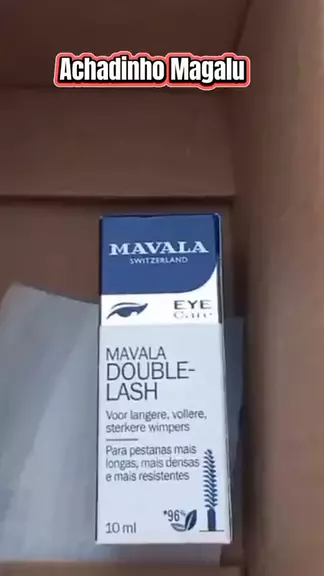 Achadinho Magalu
MAVALA
SWITZERLAND
EYE
Care
MAVALA
DOUBLE-
LASH
Voor langere, vollere,
sterkere wimpers
Para pestanas mais
longas, mais densas
e mais resistentes
*96%
10 ml